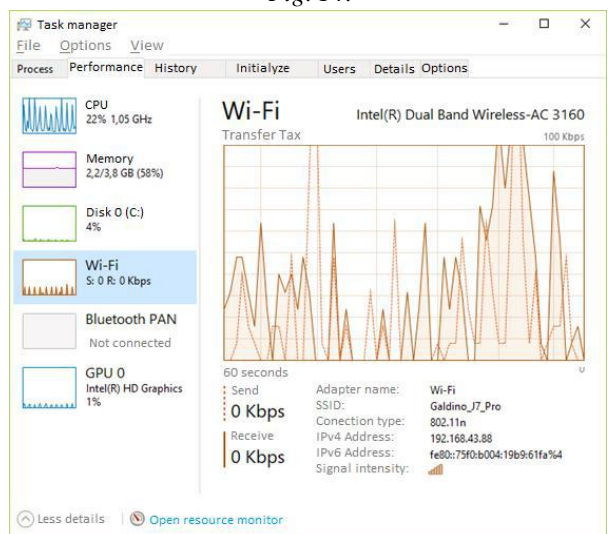 Task manager
File Options View
Process Performance History Initialyze Users Details Options
CPU
22% 1,05 GHz
Memory
2,2/3,8 GB (58%)
Disk 0 (C:)
4%
Wi-Fi
S: 0 R: 0 Kbps
Bluetooth PAN
Not connected
GPU 0
Intel(R) HD Graphics
1%
Wi-Fi Intel(R) Dual Band Wireless-AC 3160
Transfer Tax 100 Kbps
60 seconds
Send
0 Kbps
Receive
0 Kbps
Adapter name: Wi-Fi
SSID: Galdino_J7_Pro
Conection type: 802.11n
IPv4 Address: 192.168.43.88
IPv6 Address: fe80::75f0:b004:19b9:61fa%4
Signal intensity:
Less details Open resource monitor